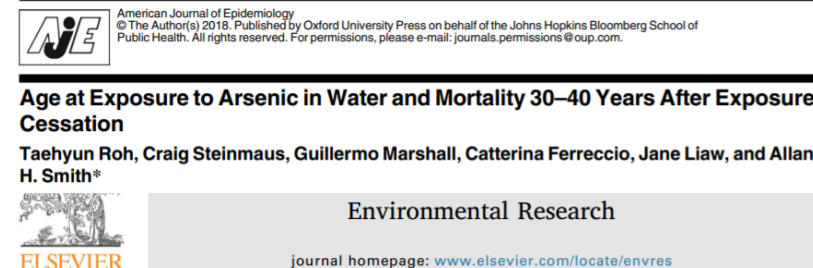 AJE
American Journal of Epidemiology
© The Author(s) 2018. Published by Oxford University Press on behalf of the Johns Hopkins Bloomberg School of
Public Health. All rights reserved. For permissions, please e-mail: journals.permissions@oup.com.
Age at Exposure to Arsenic in Water and Mortality 30–40 Years After Exposure
Cessation
Taehyun Roh, Craig Steinmaus, Guillermo Marshall, Catterina Ferreccio, Jane Liaw, and Allan
H. Smith*
Environmental Research
ELSEVIER
journal homepage: www.elsevier.com/locate/envres